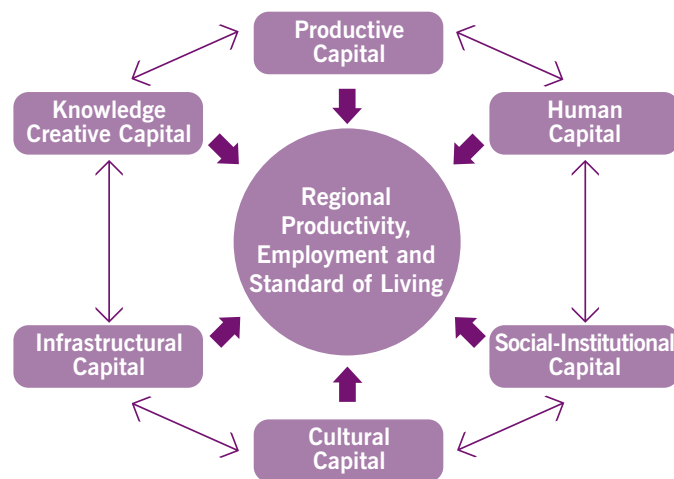 Productive
Capital
Knowledge
Creative Capital
Human
Capital
Regional
Productivity,
Employment and
Standard of Living
Infrastructural
Capital
Social-Institutional
Capital
Cultural
Capital